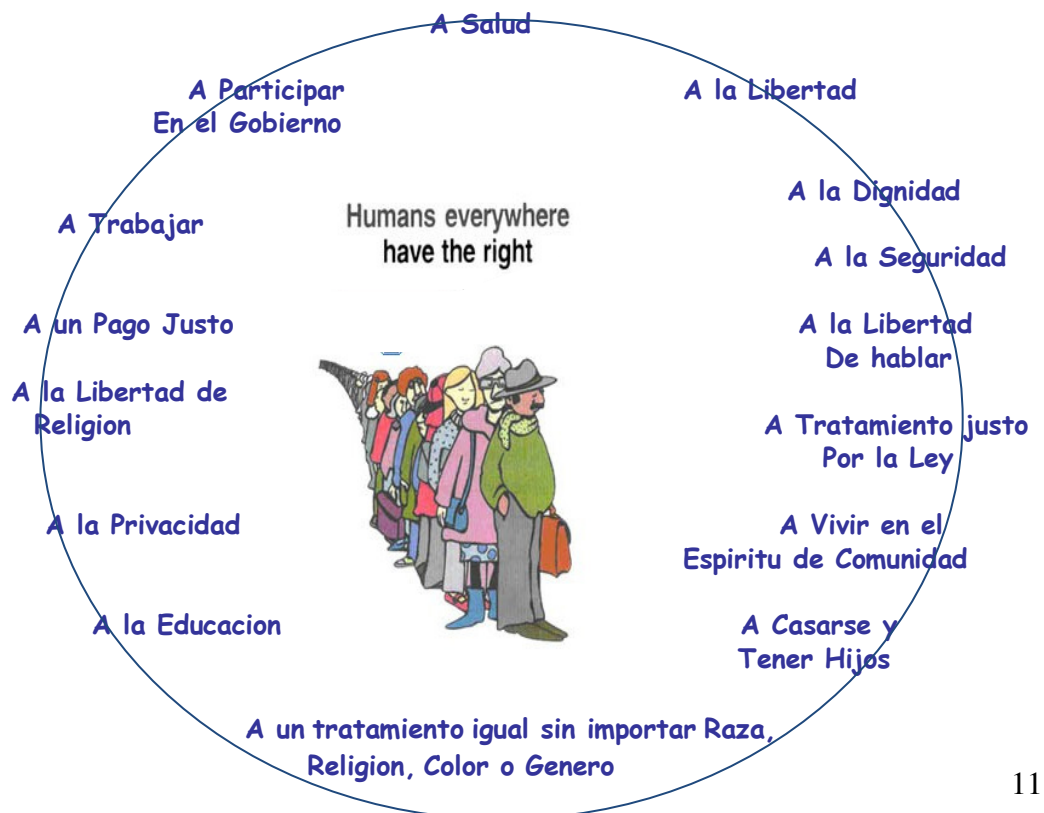 A Salud
A Participar
En el Gobierno
A la Libertad
A la Dignidad
A Trabajar
Humans everywhere
have the right
A la Seguridad
A un Pago Justo
A la Libertad
De hablar
A la Libertad de
Religion
A Tratamiento justo
Por la Ley
A la Privacidad
A Vivir en el
Espiritu de Comunidad
A la Educacion
A Casarse y
Tener Hijos
A un tratamiento igual sin importar Raza,
Religion, Color o Genero
11